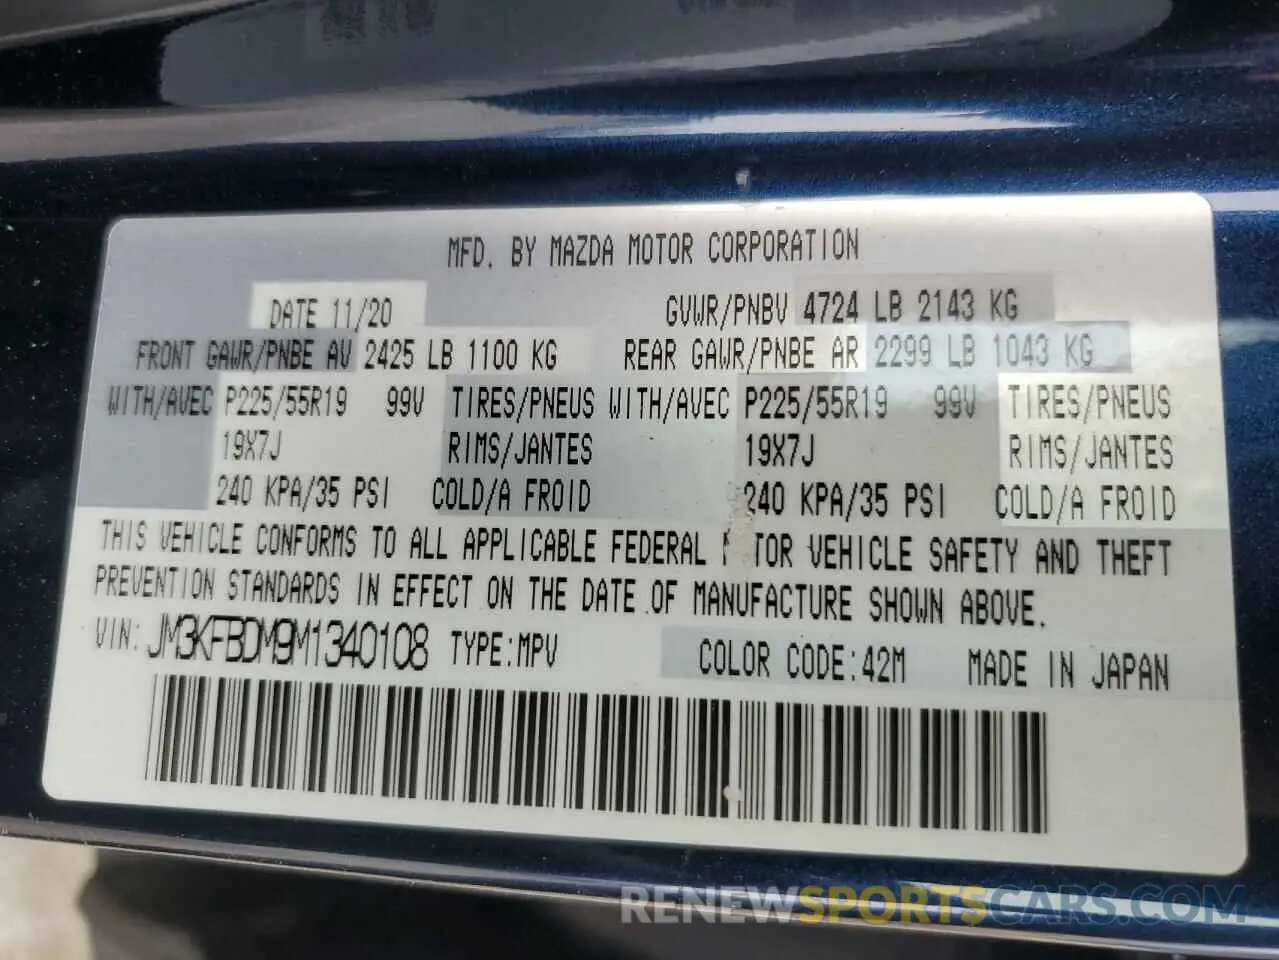 MFD. BY MAZDA MOTOR CORPORATION
DATE 11/20 GVWR/PNBV 4724 LB 2143 KG
FRONT GAWR/PNBE AV 2425 LB 1100 KG REAR GAWR/PNBE AR 2299 LB 1043 KG
WITH/AVEC P225/55R19 99V TIRES/PNEUS WITH/AVEC P225/55R19 99V TIRES/PNEUS
19X7J RIMS/JANTES 19X7J RIMS/JANTES
240 KPA/35 PSI COLD/A FROID 240 KPA/35 PSI COLD/A FROID
THIS VEHICLE CONFORMS TO ALL APPLICABLE FEDERAL MOTOR VEHICLE SAFETY AND THEFT
PREVENTION STANDARDS IN EFFECT ON THE DATE OF MANUFACTURE SHOWN ABOVE.
VIN: JM3KFBDM9M1340108 TYPE:MPV COLOR CODE:42M MADE IN JAPAN
RENEWSPORTSCARS.COM